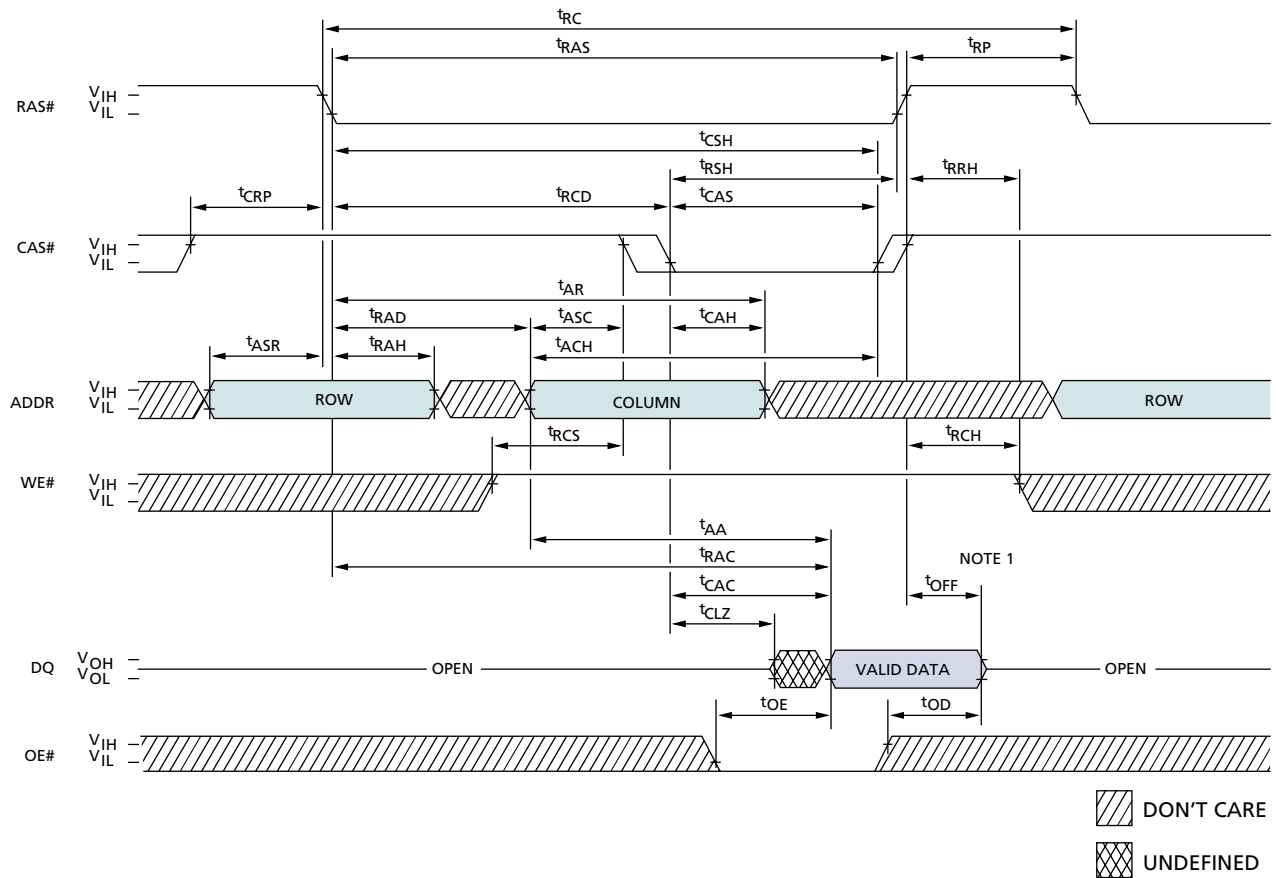 tRC
tRAS
tRP
RAS#
VIH
VIL
tCSH
tRSH
tRRH
tCRP
tRCD
tCAS
CAS#
VIH
VIL
tAR
tRAD
tASC
tCAH
tASR
tRAH
tACH
ADDR
VIH
VIL
ROW
COLUMN
ROW
tRCS
tRCH
WE#
VIH
VIL
tAA
tRAC
NOTE 1
tCAC
tOFF
tCLZ
DQ
VOH
VOL
OPEN
VALID DATA
OPEN
tOE
tOD
OE#
VIH
VIL
DON'T CARE
UNDEFINED